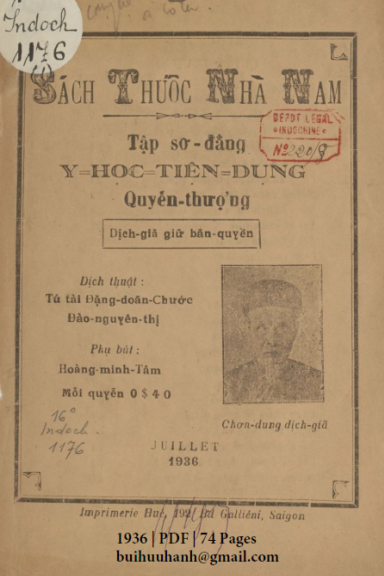 Indoch
1176
SÁCH THUỐC NHÀ NAM
DEPOT LEGAL
INDOCHINE
Tập sơ-đẳng
Y=HỌC=TIỆN=DỤNG
Quyển-thượng
Dịch-giả giữ bản-quyền
Dịch thuật :
Tú tài Đặng-doãn-Chước
Đào-nguyên-thị
Phụ bút :
Hoàng-minh-Tâm
Mỗi quyển 0$40
Chơn-dung dịch-giả
16°
Indoch.
1176
JUILLET
1936
Imprimerie Huê, 192, Bd Galliéni, Saigon
1936 | PDF | 74 Pages
buihuuhanh@gmail.com